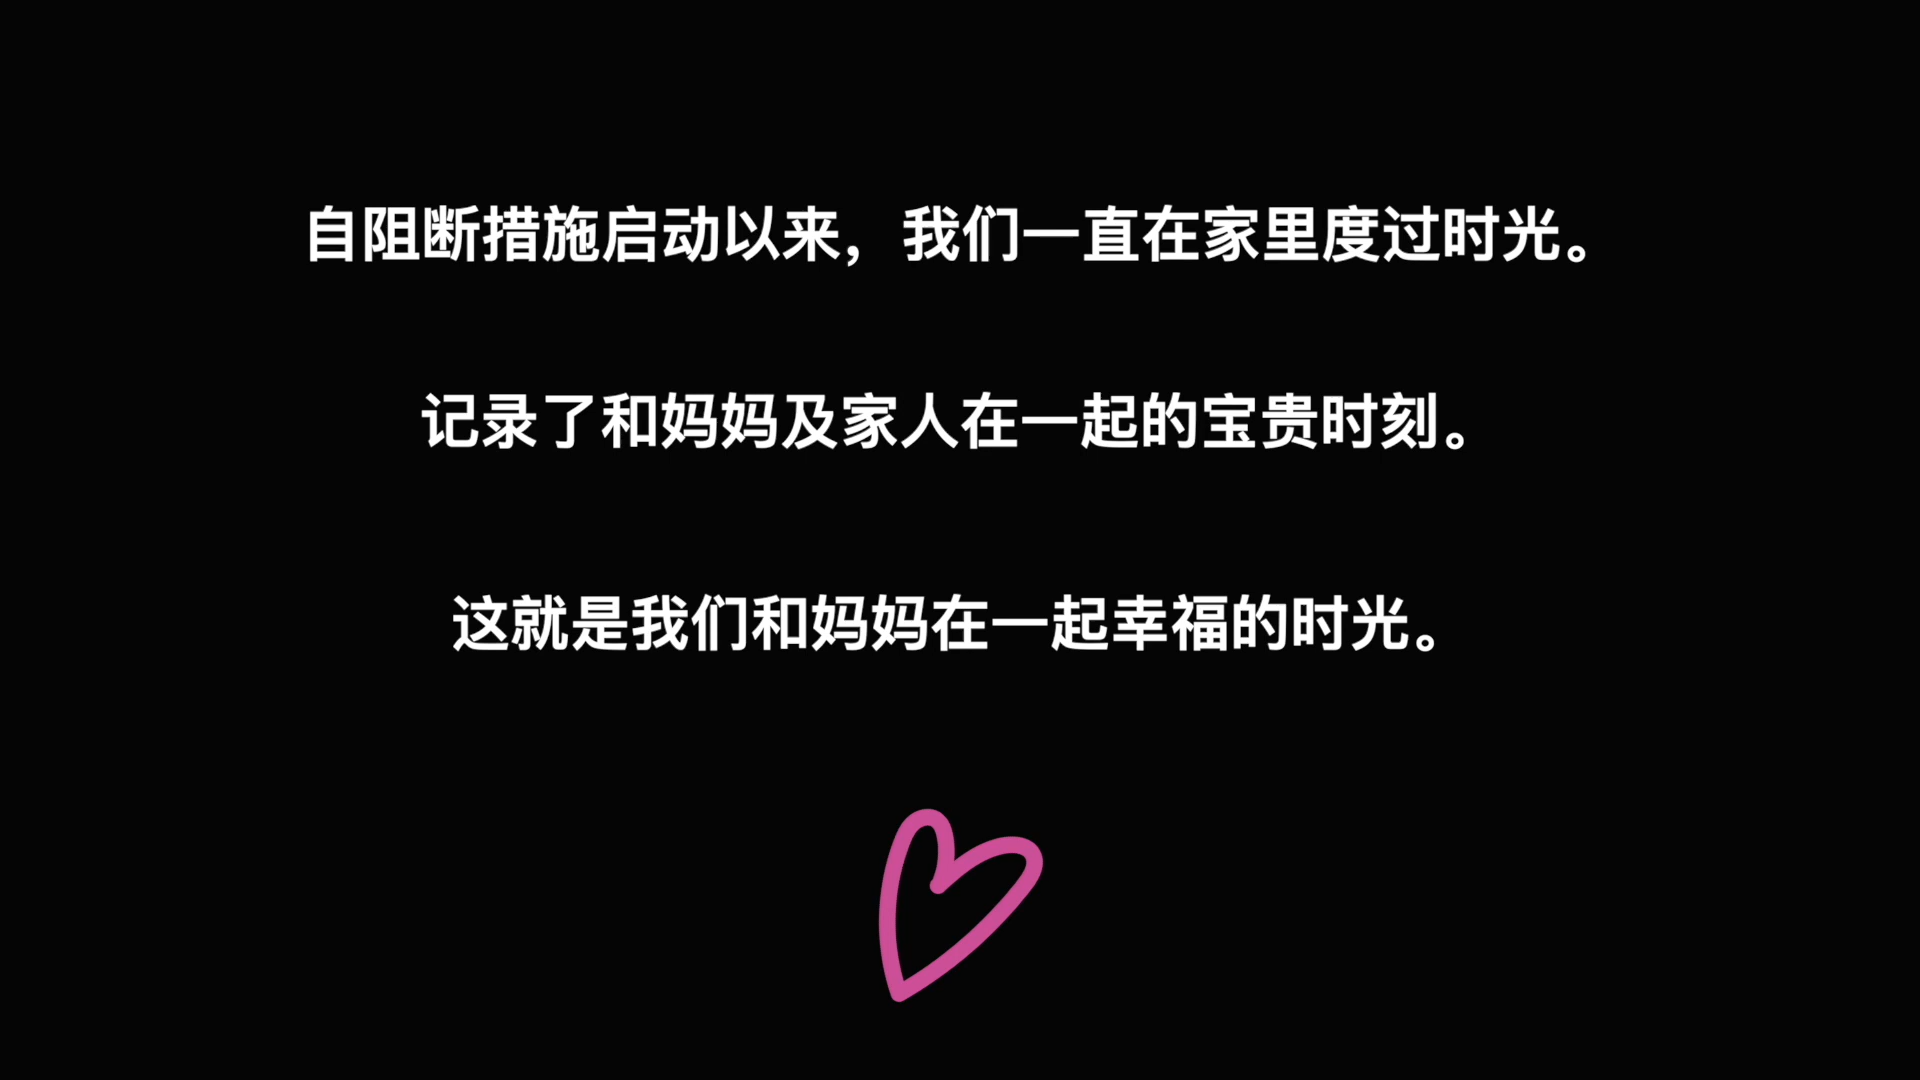 自阻断措施启动以来，我们一直在家里度过时光。
记录了和妈妈及家人在一起的宝贵时刻。
这就是我们和妈妈在一起幸福的时光。